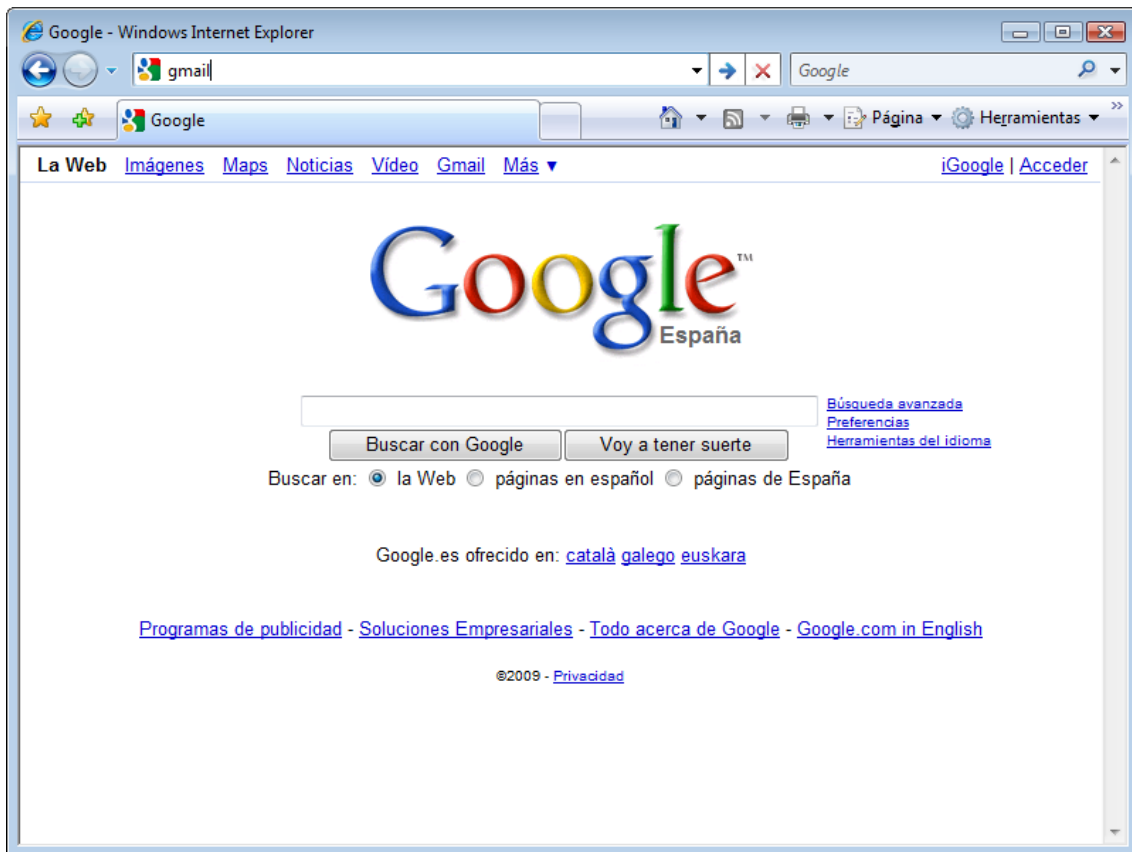 Google - Windows Internet Explorer
gmail
Google
Google
Página
Herramientas
»
La Web Imágenes Maps Noticias Vídeo Gmail Más ▼
iGoogle | Acceder
Google™
España
Búsqueda avanzada
Preferencias
Herramientas del idioma
Buscar con Google
Voy a tener suerte
Buscar en: la Web páginas en español páginas de España
Google.es ofrecido en: català galego euskara
Programas de publicidad - Soluciones Empresariales - Todo acerca de Google - Google.com in English
©2009 - Privacidad